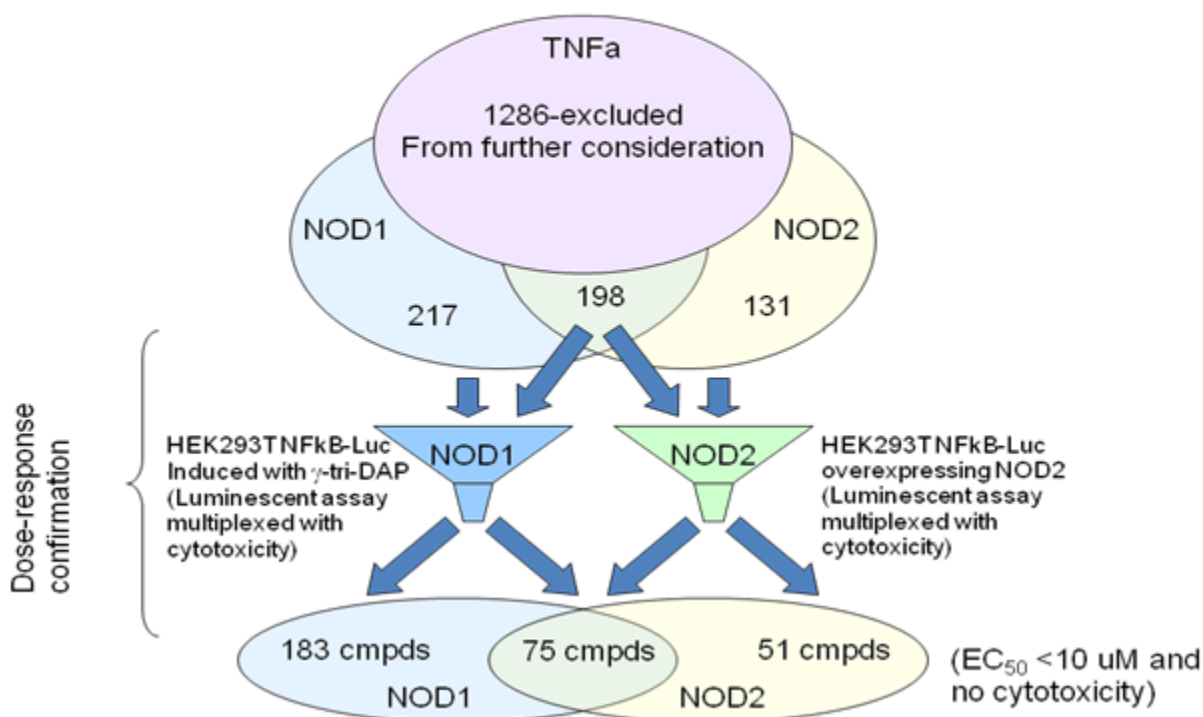 TNFa
1286-excluded
From further consideration
NOD1
NOD2
217
198
131
Dose-response
confirmation
HEK293TNFkB-Luc
Induced with γ-tri-DAP
(Luminescent assay
multiplexed with
cytotoxicity)
NOD1
NOD2
HEK293TNFkB-Luc
overexpressing NOD2
(Luminescent assay
multiplexed with
cytotoxicity)
183 cmpds
75 cmpds
51 cmpds
NOD1
NOD2
(EC₅₀ <10 uM and
no cytotoxicity)